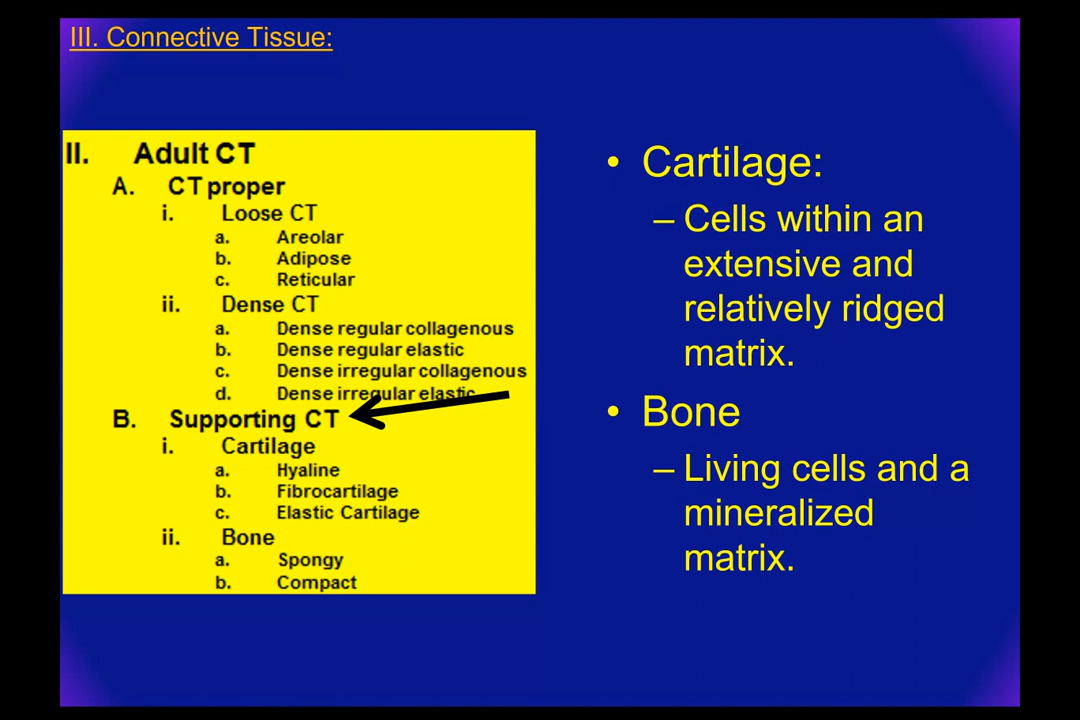 III. Connective Tissue:
II. Adult CT
A. CT proper
i. Loose CT
a. Areolar
b. Adipose
c. Reticular
ii. Dense CT
a. Dense regular collagenous
b. Dense regular elastic
c. Dense irregular collagenous
d. Dense irregular elastic
B. Supporting CT
i. Cartilage
a. Hyaline
b. Fibrocartilage
c. Elastic Cartilage
ii. Bone
a. Spongy
b. Compact
• Cartilage:
– Cells within an
extensive and
relatively ridged
matrix.
• Bone
– Living cells and a
mineralized
matrix.